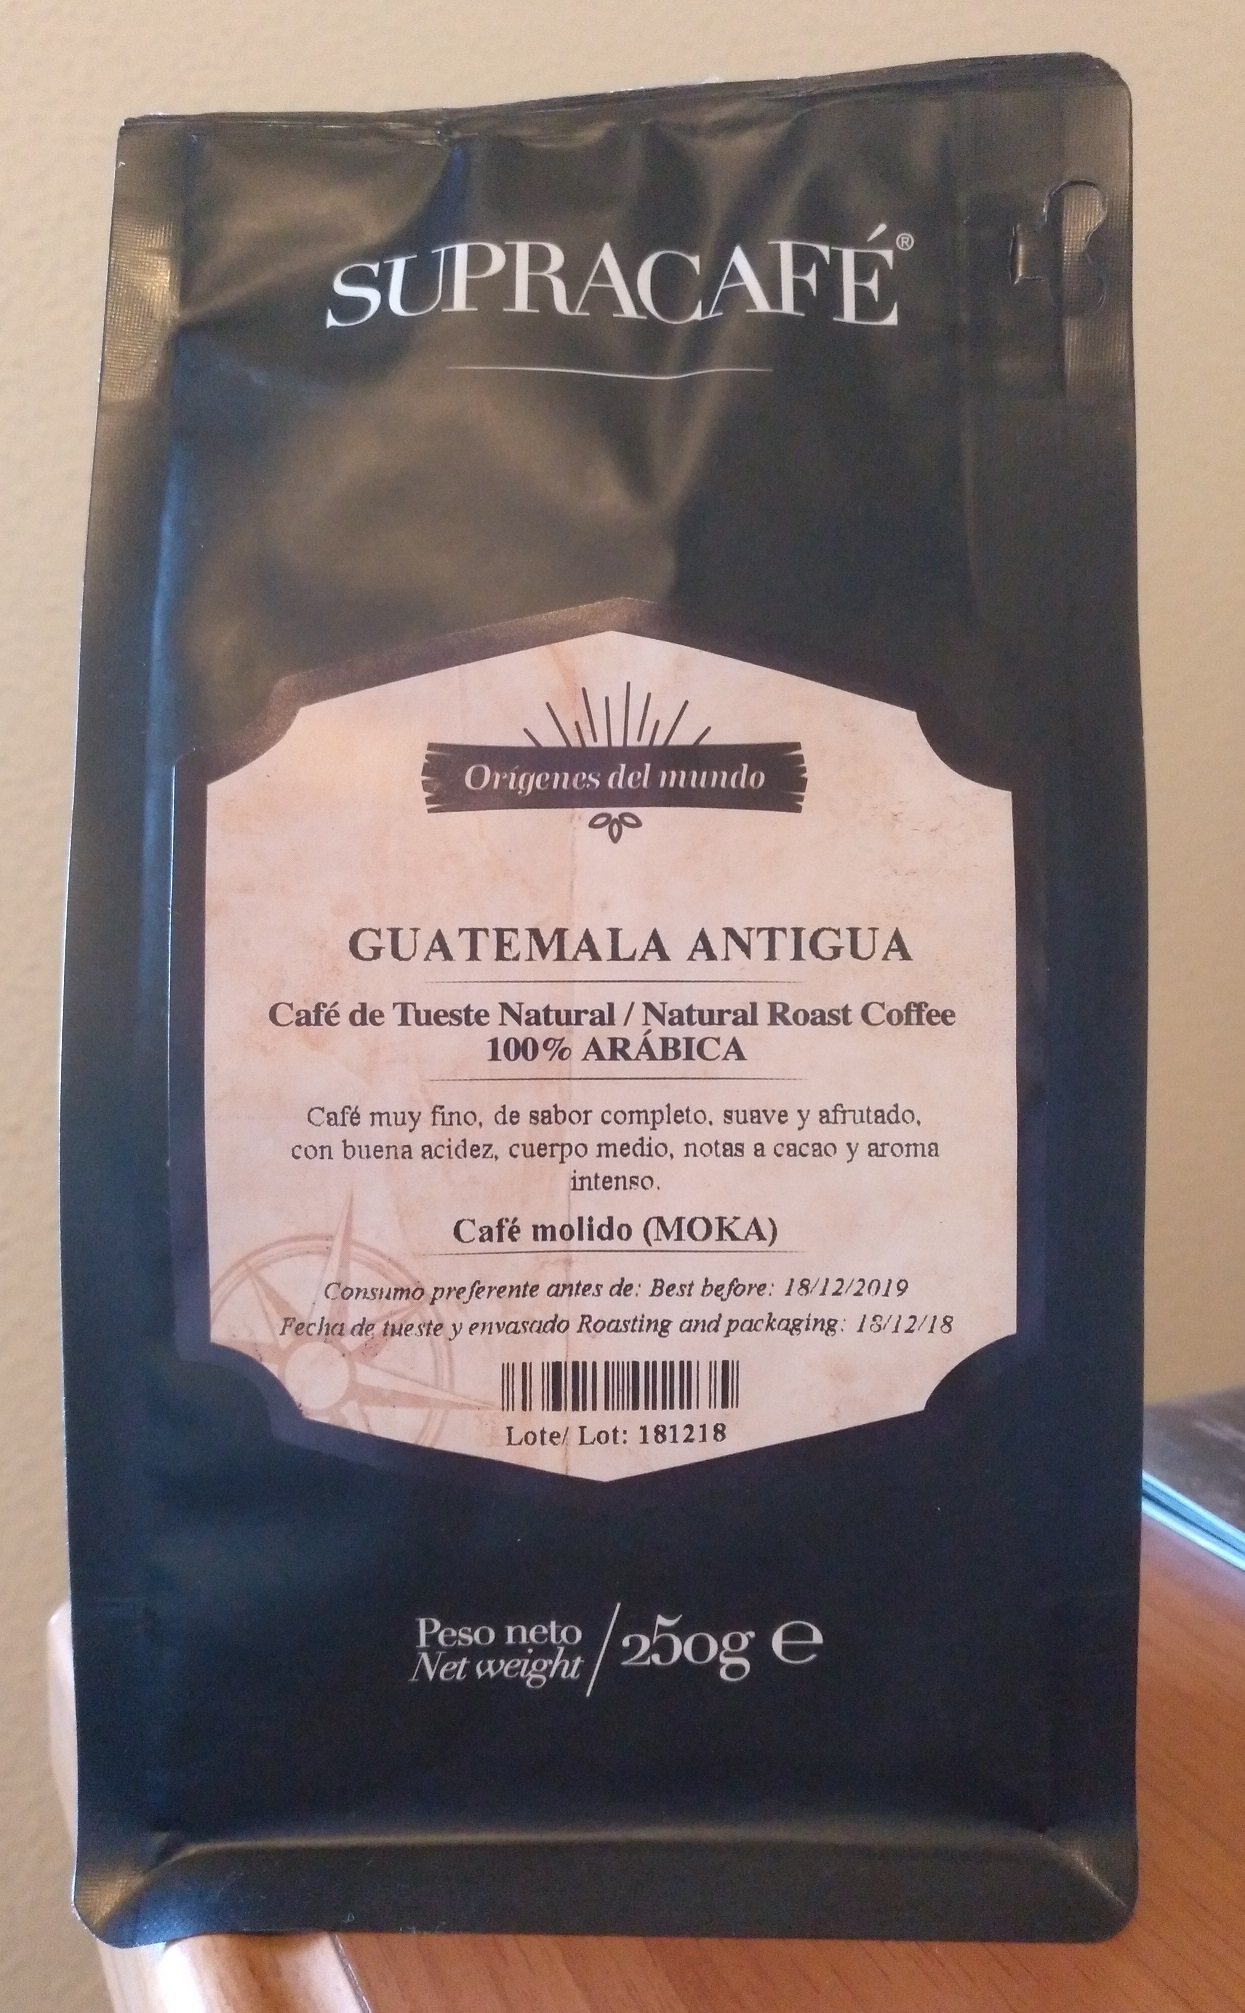 SUPRACAFÉ®
Orígenes del mundo
GUATEMALA ANTIGUA
Café de Tueste Natural / Natural Roast Coffee
100% ARÁBICA
Café muy fino, de sabor completo, suave y afrutado,
con buena acidez, cuerpo medio, notas a cacao y aroma
intenso.
Café molido (MOKA)
Consumo preferente antes de: Best before: 18/12/2019
Fecha de tueste y envasado Roasting and packaging: 18/12/18
Lote/ Lot: 181218
Peso neto / 250g ℮
Net weight